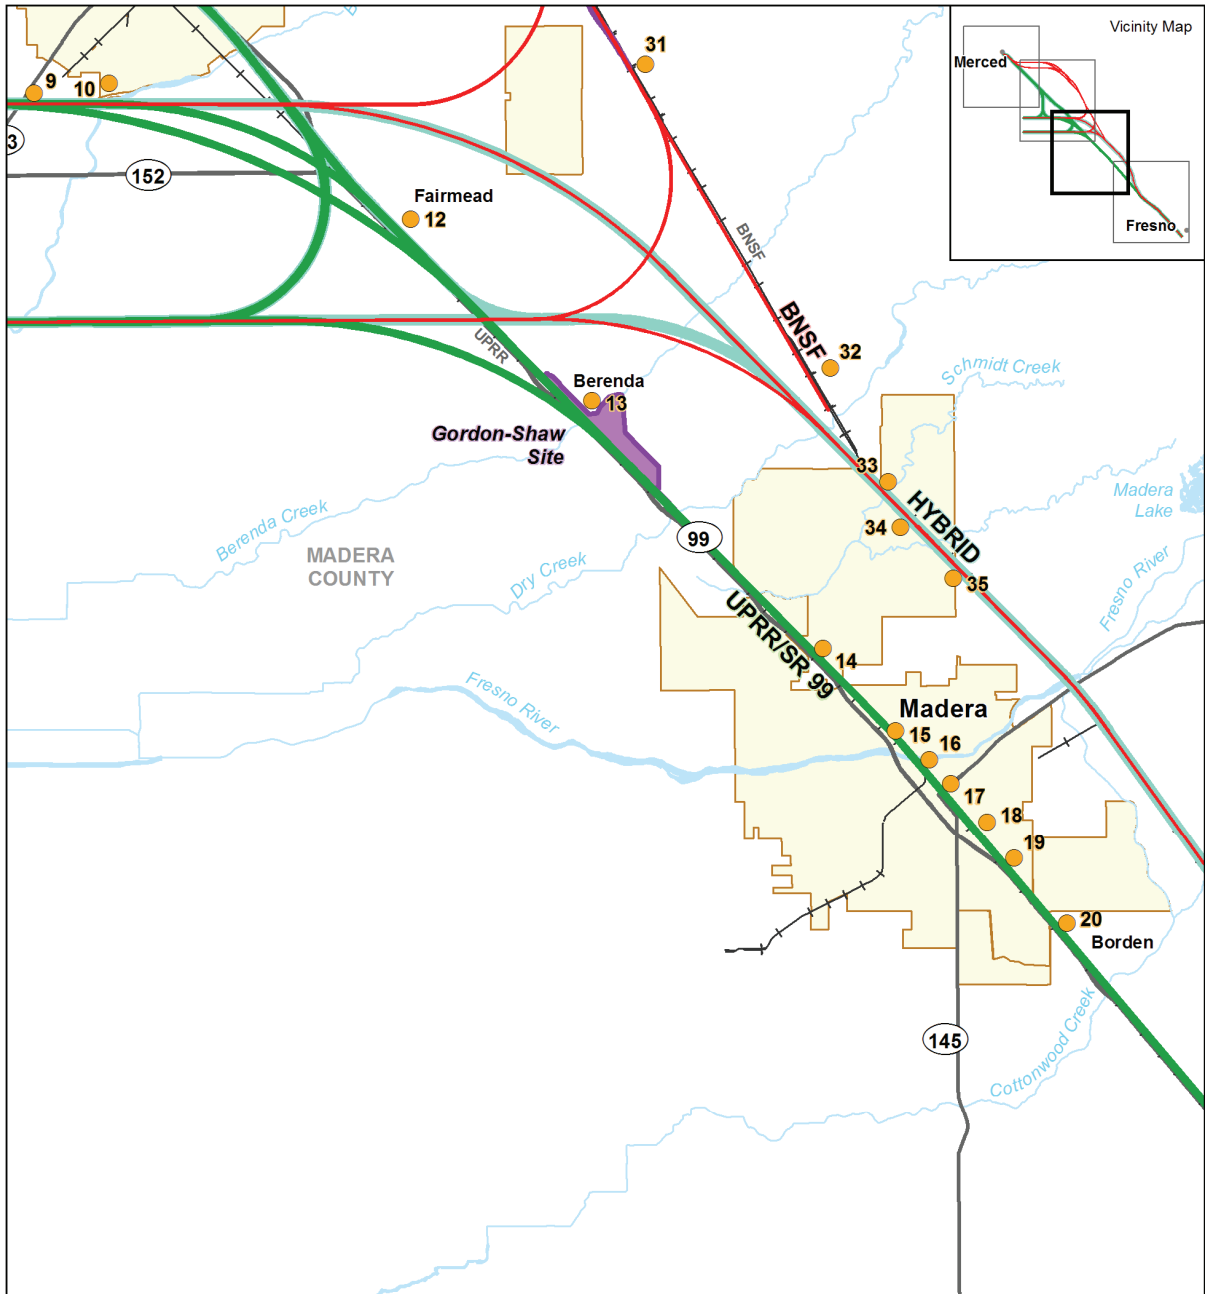 Vicinity Map
Merced
Fresno
31
9
10
3
152
Fairmead
12
BNSF
BNSF
UPRR
32
Schmidt Creek
Berenda
13
Gordon-Shaw
Site
33
Madera
Lake
34
HYBRID
Berenda Creek
99
MADERA
COUNTY
Dry Creek
35
Fresno River
UPRR/SR 99
14
Fresno River
Madera
15
16
17
18
19
20
Borden
145
Cottonwood Creek